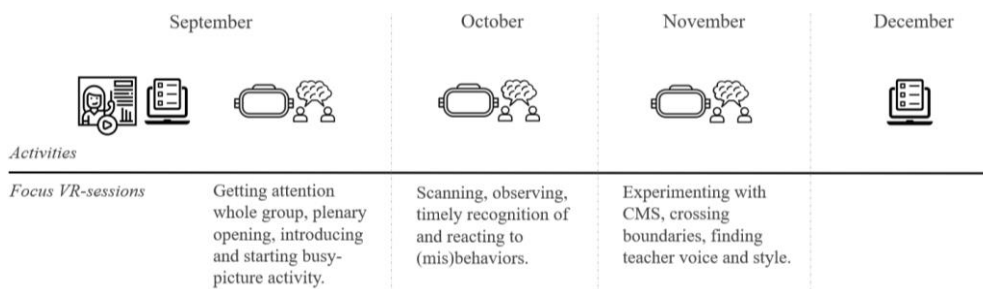 September
October
November
December
Activities
Focus VR-sessions
Getting attention
whole group, plenary
opening, introducing
and starting busy-
picture activity.
Scanning, observing,
timely recognition of
and reacting to
(mis)behaviors.
Experimenting with
CMS, crossing
boundaries, finding
teacher voice and style.